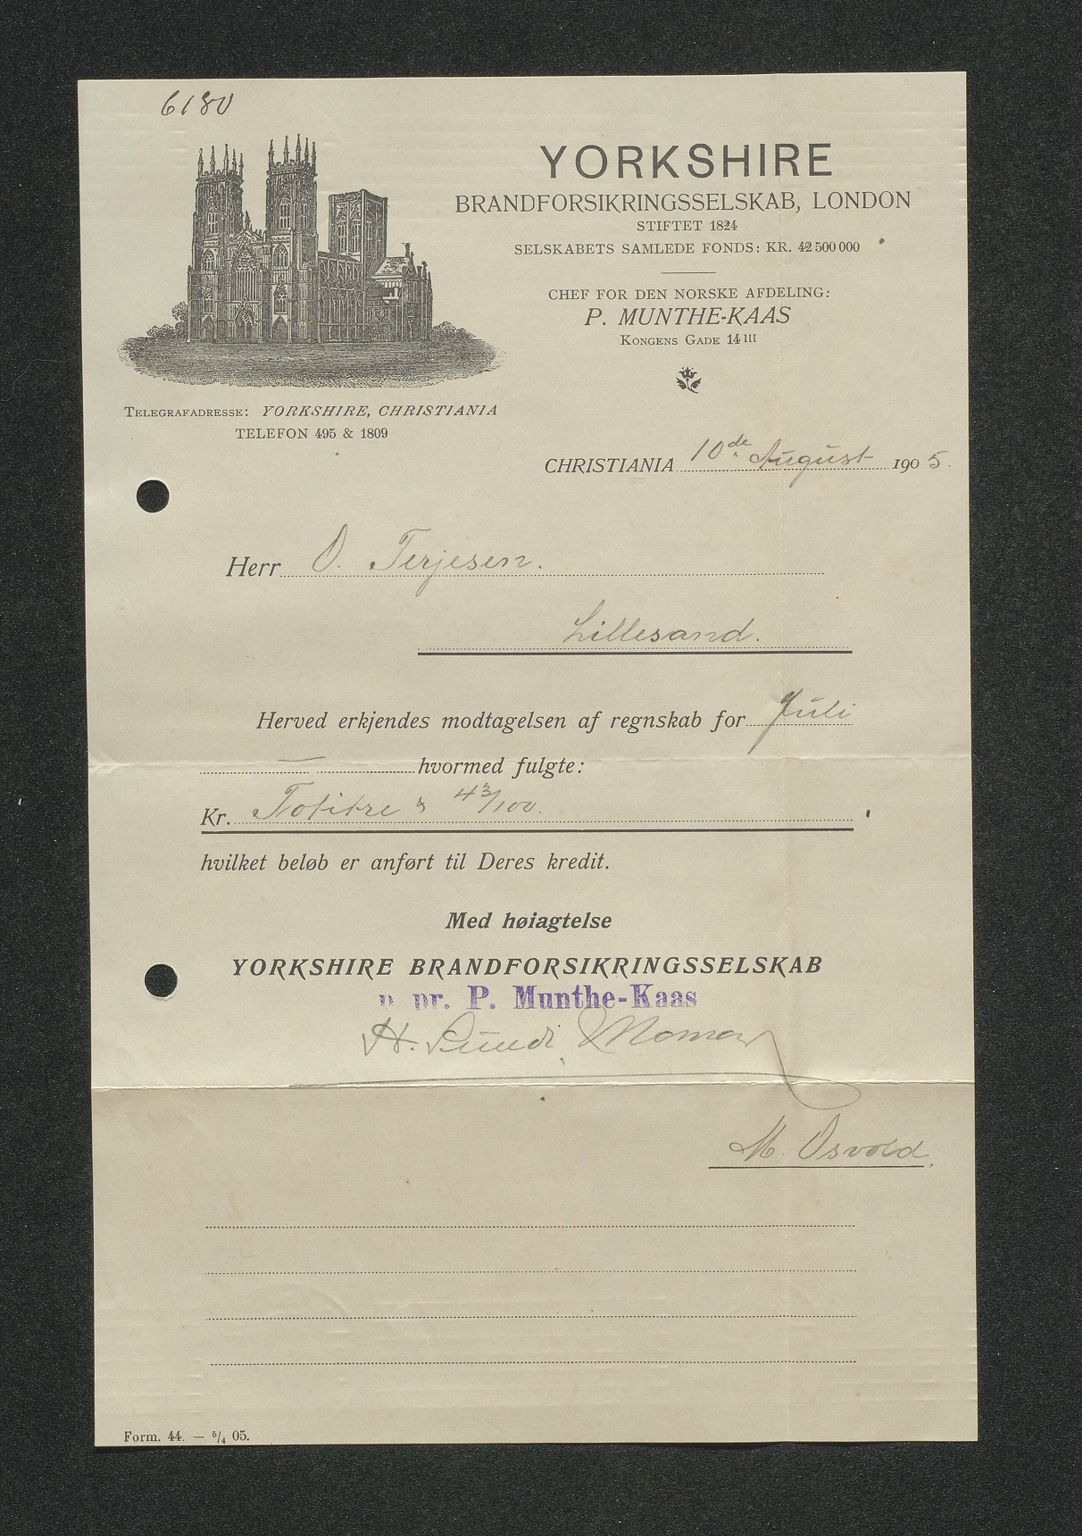 6180
YORKSHIRE
BRANDFORSIKRINGSSELSKAB, LONDON
STIFTET 1824
SELSKABETS SAMLEDE FONDS: KR. 42 500 000
CHEF FOR DEN NORSKE AFDELING:
P. MUNTHE-KAAS
KONGENS GADE 14 III
TELEGRAFADRESSE: YORKSHIRE, CHRISTIANIA
TELEFON 495 & 1809
CHRISTIANIA 10de August 1905.
Herr O. Terjesen.
Lillesand.
Herved erkjendes modtagelsen af regnskab for Juli
— hvormed fulgte:
Kr. 43/100.
hvilket beløb er anført til Deres kredit.
Med høiagtelse
YORKSHIRE BRANDFORSIKRINGSSELSKAB
p. pr. P. Munthe-Kaas
M. Osvold.
Form. 44. — 5/4 05.